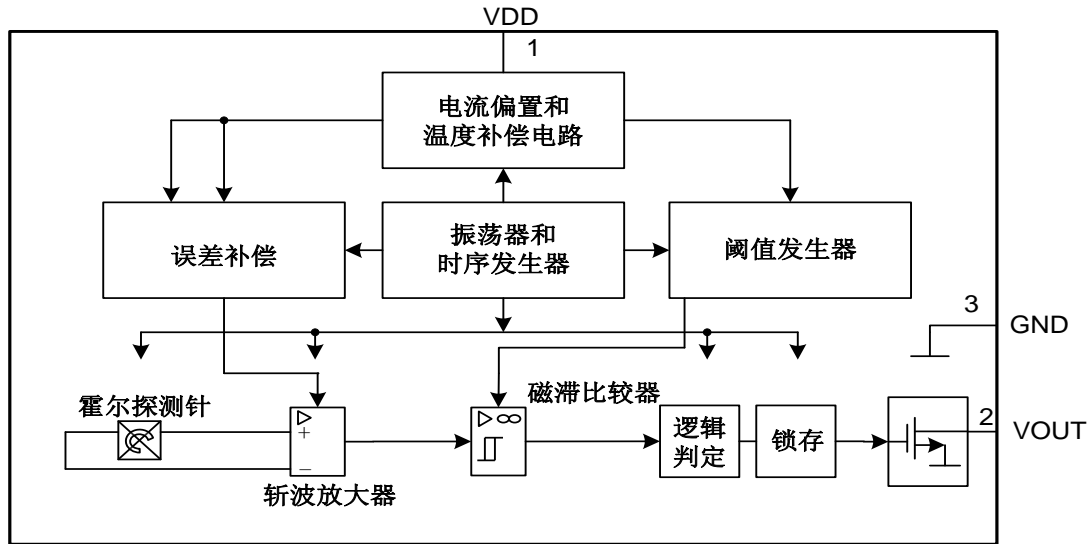 VDD
1
电流偏置和
温度补偿电路
误差补偿
振荡器和
时序发生器
阈值发生器
3
GND
霍尔探测针
磁滞比较器
+
−
∞
逻辑
判定
锁存
2
VOUT
斩波放大器